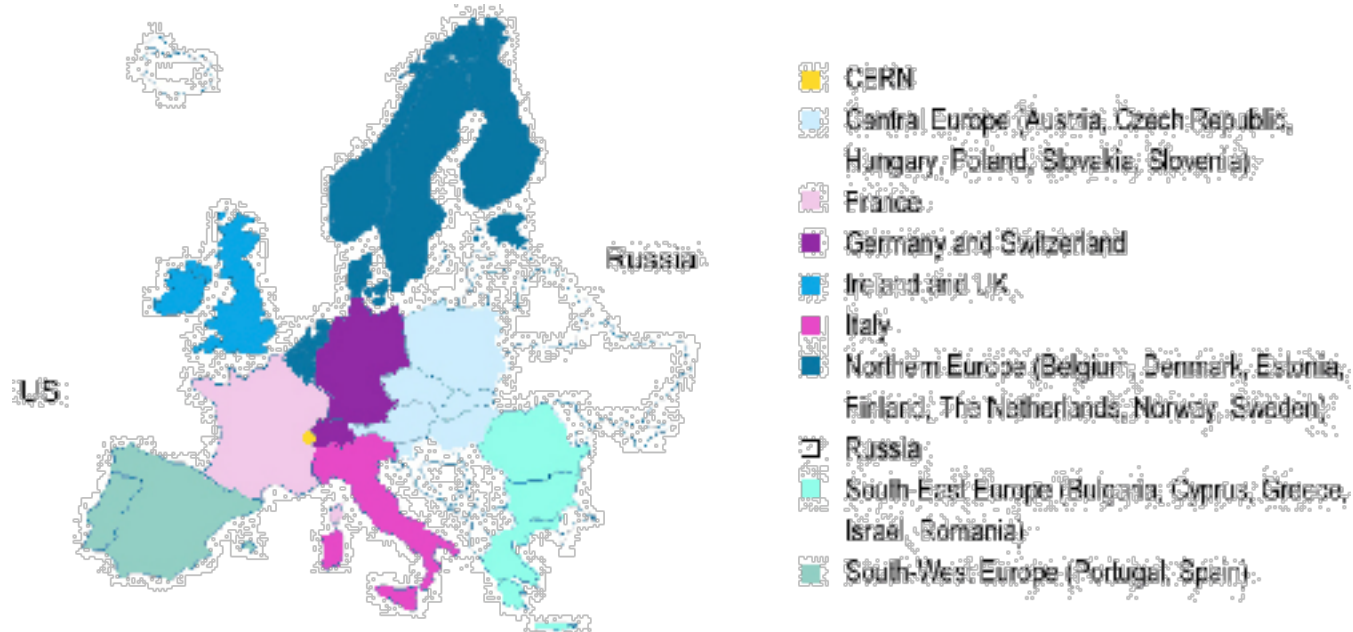 Russia
US
CERN
Central Europe (Austria, Czech Republic,
Hungary, Poland, Slovakia, Slovenia)
France
Germany and Switzerland
Ireland and UK
Italy
Northern Europe (Belgium, Denmark, Estonia,
Finland, The Netherlands, Norway, Sweden)
Russia
South-East Europe (Bulgaria, Cyprus, Greece,
Israel, Romania)
South-West Europe (Portugal, Spain)